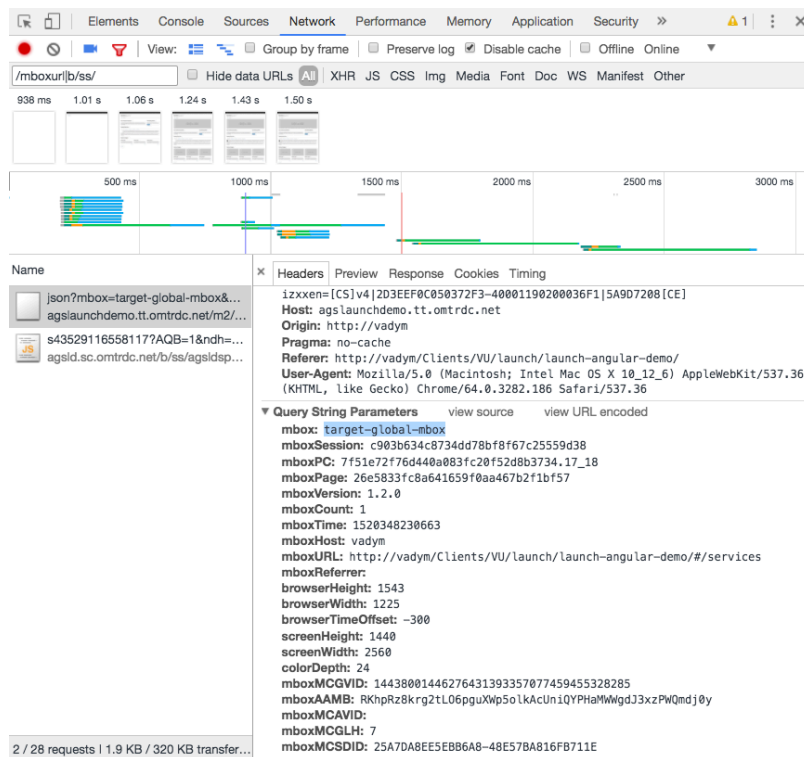 Elements Console Sources Network Performance Memory Application Security » 1
View: Group by frame Preserve log Disable cache Offline Online
/mboxurl|b/ss/ Hide data URLs All XHR JS CSS Img Media Font Doc WS Manifest Other
938 ms 1.01 s 1.06 s 1.24 s 1.43 s 1.50 s
500 ms 1000 ms 1500 ms 2000 ms 2500 ms 3000 ms
Name
json?mbox=target-global-mbox&...
agslaunchdemo.tt.omtrdc.net/m2/...
JS
s43529116558117?AQB=1&ndh=...
agsld.sc.omtrdc.net/b/ss/agsldsp...
2 / 28 requests | 1.9 KB / 320 KB transfer...
× Headers Preview Response Cookies Timing
izxxen=[CS]v4|2D3EEF0C050372F3-40001190200036F1|5A9D7208[CE]
Host: agslaunchdemo.tt.omtrdc.net
Origin: http://vadym
Pragma: no-cache
Referer: http://vadym/Clients/VU/launch/launch-angular-demo/
User-Agent: Mozilla/5.0 (Macintosh; Intel Mac OS X 10_12_6) AppleWebKit/537.36
(KHTML, like Gecko) Chrome/64.0.3282.186 Safari/537.36
▼ Query String Parameters view source view URL encoded
mbox: target-global-mbox
mboxSession: c903b634c8734dd78bf8f67c25559d38
mboxPC: 7f51e72f76d440a083fc20f52d8b3734.17_18
mboxPage: 26e5833fc8a641659f0aa467b2f1bf57
mboxVersion: 1.2.0
mboxCount: 1
mboxTime: 1520348230663
mboxHost: vadym
mboxURL: http://vadym/Clients/VU/launch/launch-angular-demo/#/services
mboxReferrer:
browserHeight: 1543
browserWidth: 1225
browserTimeOffset: -300
screenHeight: 1440
screenWidth: 2560
colorDepth: 24
mboxMCGVID: 14438001446276431393357077459455328285
mboxAAMB: RKhpRz8krg2tLO6pguXWp5olkAcUniQYPHaMWWgdJ3xzPWQmdj0y
mboxMCAVID:
mboxMCGLH: 7
mboxMCSDID: 25A7DA8EE5EBB6A8-48E57BA816FB711E